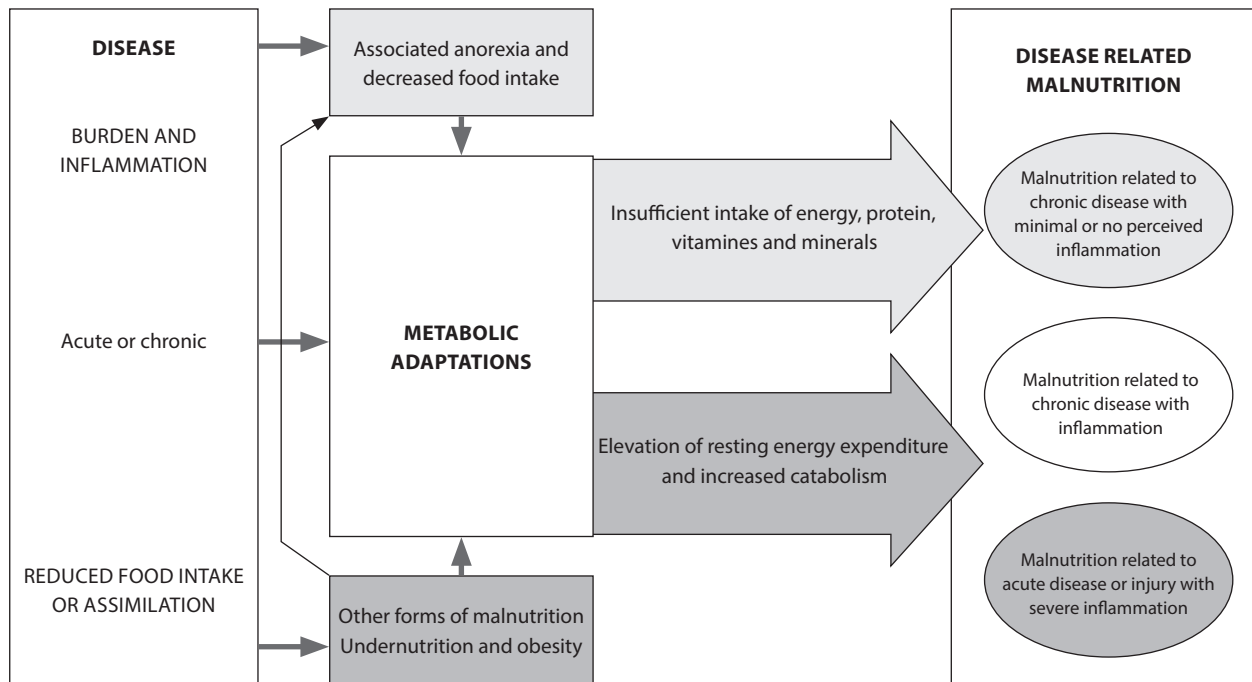 DISEASE
BURDEN AND
INFLAMMATION
Acute or chronic
REDUCED FOOD INTAKE
OR ASSIMILATION
Associated anorexia and
decreased food intake
METABOLIC
ADAPTATIONS
Other forms of malnutrition
Undernutrition and obesity
Insufficient intake of energy, protein,
vitamines and minerals
Elevation of resting energy expenditure
and increased catabolism
DISEASE RELATED
MALNUTRITION
Malnutrition related to
chronic disease with
minimal or no perceived
inflammation
Malnutrition related to
chronic disease with
inflammation
Malnutrition related to
acute disease or injury with
severe inflammation